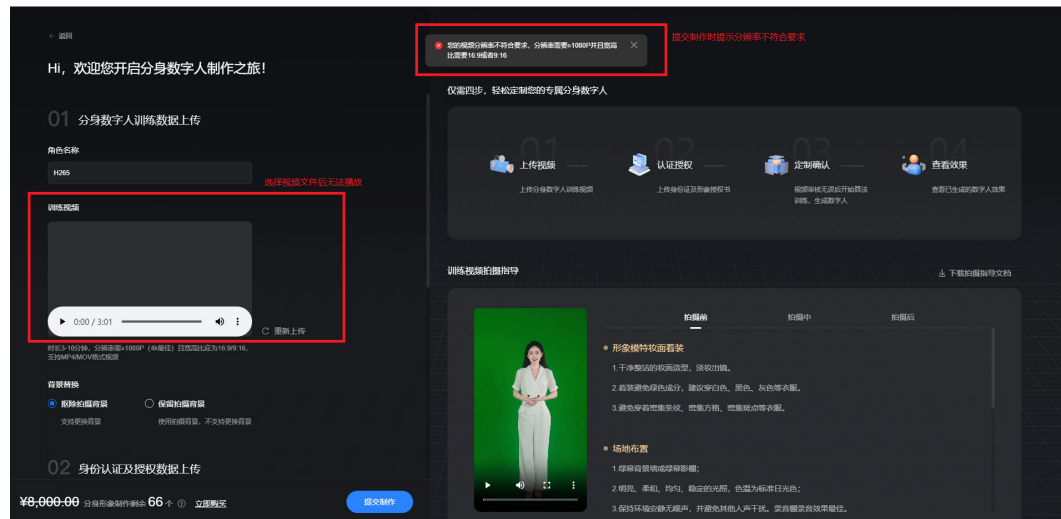 ← 返回
Hi，欢迎您开启分身数字人制作之旅！
01 分身数字人训练数据上传
角色名称
H265
选择视频文件后无法播放
训练视频
0:00 / 3:01
重新上传
时长3-10分钟，分辨率需≥1080P（4k最佳）且宽高比应为16:9/9:16，
支持MP4/MOV格式视频
背景替换
抠除拍摄背景
支持更换背景
保留拍摄背景
使用拍摄背景，不支持更换背景
02 身份认证及授权数据上传
¥8,000.00 分身形象制作剩余 66 个 ? 立即购买
提交制作
您的视频分辨率不符合要求，分辨率需要≥1080P并且宽高
比需要16:9或者9:16
提交制作时提示分辨率不符合要求
仅需四步，轻松定制您的专属分身数字人
01
上传视频
上传分身数字人训练视频
02
认证授权
上传身份证及形象授权书
03
定制确认
视频审核无误后开始算法
训练、生成数字人
04
查看效果
查看已生成的数字人效果
训练视频拍摄指导
下载拍摄指导文档
拍摄前
拍摄中
拍摄后
形象模特妆面着装
1.干净整洁的妆面造型，淡妆出镜。
2.着装避免绿色成分，建议穿白色、黑色、灰色等衣服。
3.避免穿着密集条纹、密集方格、密集斑点等衣服。
场地布置
1.绿幕背景墙或绿幕影棚；
2.明亮、柔和、均匀、稳定的光照，色温为标准日光色；
3.保持环境安静无噪声，并避免其他人声干扰。录音棚录音效果最佳。